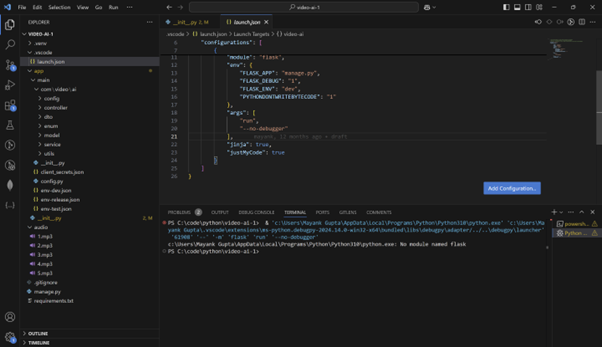 File Edit Selection View Go Run ···
video-ai-1
EXPLORER
VIDEO-AI-1
.venv
.vscode
launch.json
app
main
com \ video \ ai
config
controller
dto
enum
model
service
utils
__init__.py
client_secrets.json
config.py
env-dev.json
env-release.json
env-test.json
__init__.py
audio
1.mp3
2.mp3
3.mp3
4.mp3
5.mp3
.gitignore
manage.py
requirements.txt
OUTLINE
TIMELINE
__init__.py 2, M
launch.json
.vscode > launch.json > Launch Targets > video-ai
6 "configurations": [
7 {
11 "module": "flask",
12 "env": {
13 "FLASK_APP": "manage.py",
14 "FLASK_DEBUG": "1",
15 "FLASK_ENV": "dev",
16 "PYTHONDONTWRITEBYTECODE": "1"
17 },
18 "args": [
19 "run",
20 "--no-debugger"
21 ],
22 "jinja": true,
23 "justMyCode": true
24 }
25 ]
26 }
Add Configuration...
PROBLEMS 2 OUTPUT DEBUG CONSOLE TERMINAL PORTS GITLENS COMMENTS
PS C:\code\python\video-ai-1> & 'c:\Users\Mayank Gupta\AppData\Local\Programs\Python\Python310\python.exe' 'c:\Users\Ma
yank Gupta\.vscode\extensions\ms-python.debugpy-2024.14.0-win32-x64\bundled\libs\debugpy\adapter/../..\debugpy\launcher'
'61908' '--' '-m' 'flask' 'run' '--no-debugger'
c:\Users\Mayank Gupta\AppData\Local\Programs\Python\Python310\python.exe: No module named flask
PS C:\code\python\video-ai-1>
powersh...
Python ...